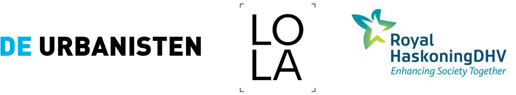 DE URBANISTEN
LO
LA
Royal
HaskoningDHV
Enhancing Society Together